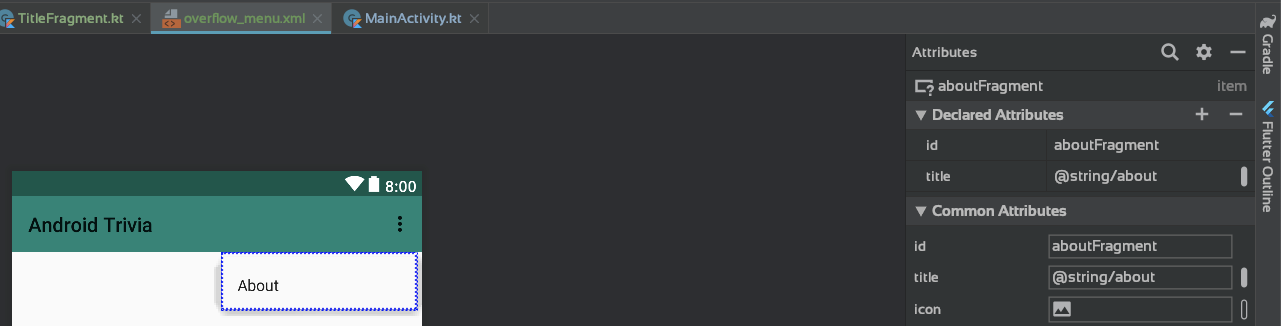 TitleFragment.kt
overflow_menu.xml
MainActivity.kt
Attributes
aboutFragment item
Declared Attributes
id aboutFragment
title @string/about
Common Attributes
id aboutFragment
title @string/about
icon
Gradle
Flutter Outline
8:00
Android Trivia
About